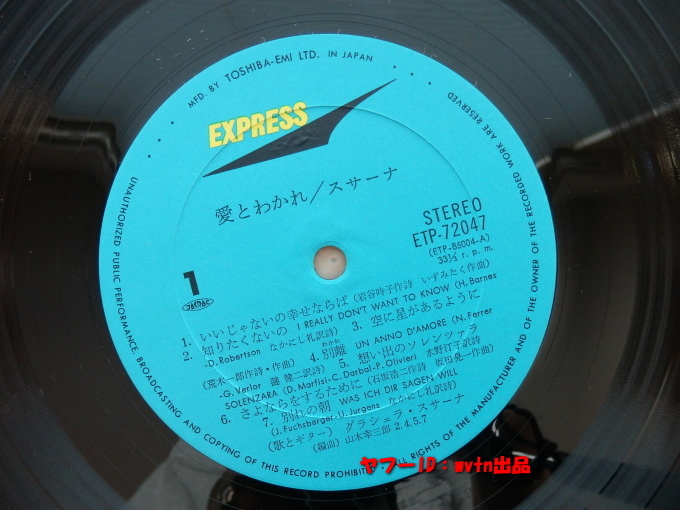 MFD. BY TOSHIBA-EMI LTD. IN JAPAN
EXPRESS
愛とわかれ/スサーナ
STEREO
ETP-72047
(ETP-85004-A)
33⅓ r. p. m.
1
JASRAC
1. いいじゃないの幸せならば (岩谷時子作詩 いずみたく作曲)
2. 知りたくないの I REALLY DON'T WANT TO KNOW (H. Barnes
-D. Robertson なかにし礼訳詩) 3. 空に星があるように
(荒木一郎作詩・作曲) 4. 別離 わかれ UN ANNO D'AMORE (N. Ferrer
-G. Verlor 健二訳詩) 5. 想い出のソレンツァラ
SOLENZARA (D. Marfisi-C. Darbal-P. Olivieri 水野汀子訳詩)
6. さよならをするために (石坂浩二作詩 坂田晃一作曲)
7. 別れの朝 WAS ICH DIR SAGEN WILL
(J. Fuchsberger-U. Jurgens なかにし礼訳詩)
(歌とギター) グラシェラ・スサーナ
(編曲) 山木幸三郎 2.4.5.7
UNAUTHORIZED PUBLIC PERFORMANCE, BROADCASTING AND COPYING OF THIS RECORD PROHIBITED ALL RIGHTS OF THE MANUFACTURER AND OF THE OWNER OF THE RECORDED WORK ARE RESERVED
ヤフーID：wvtn出品